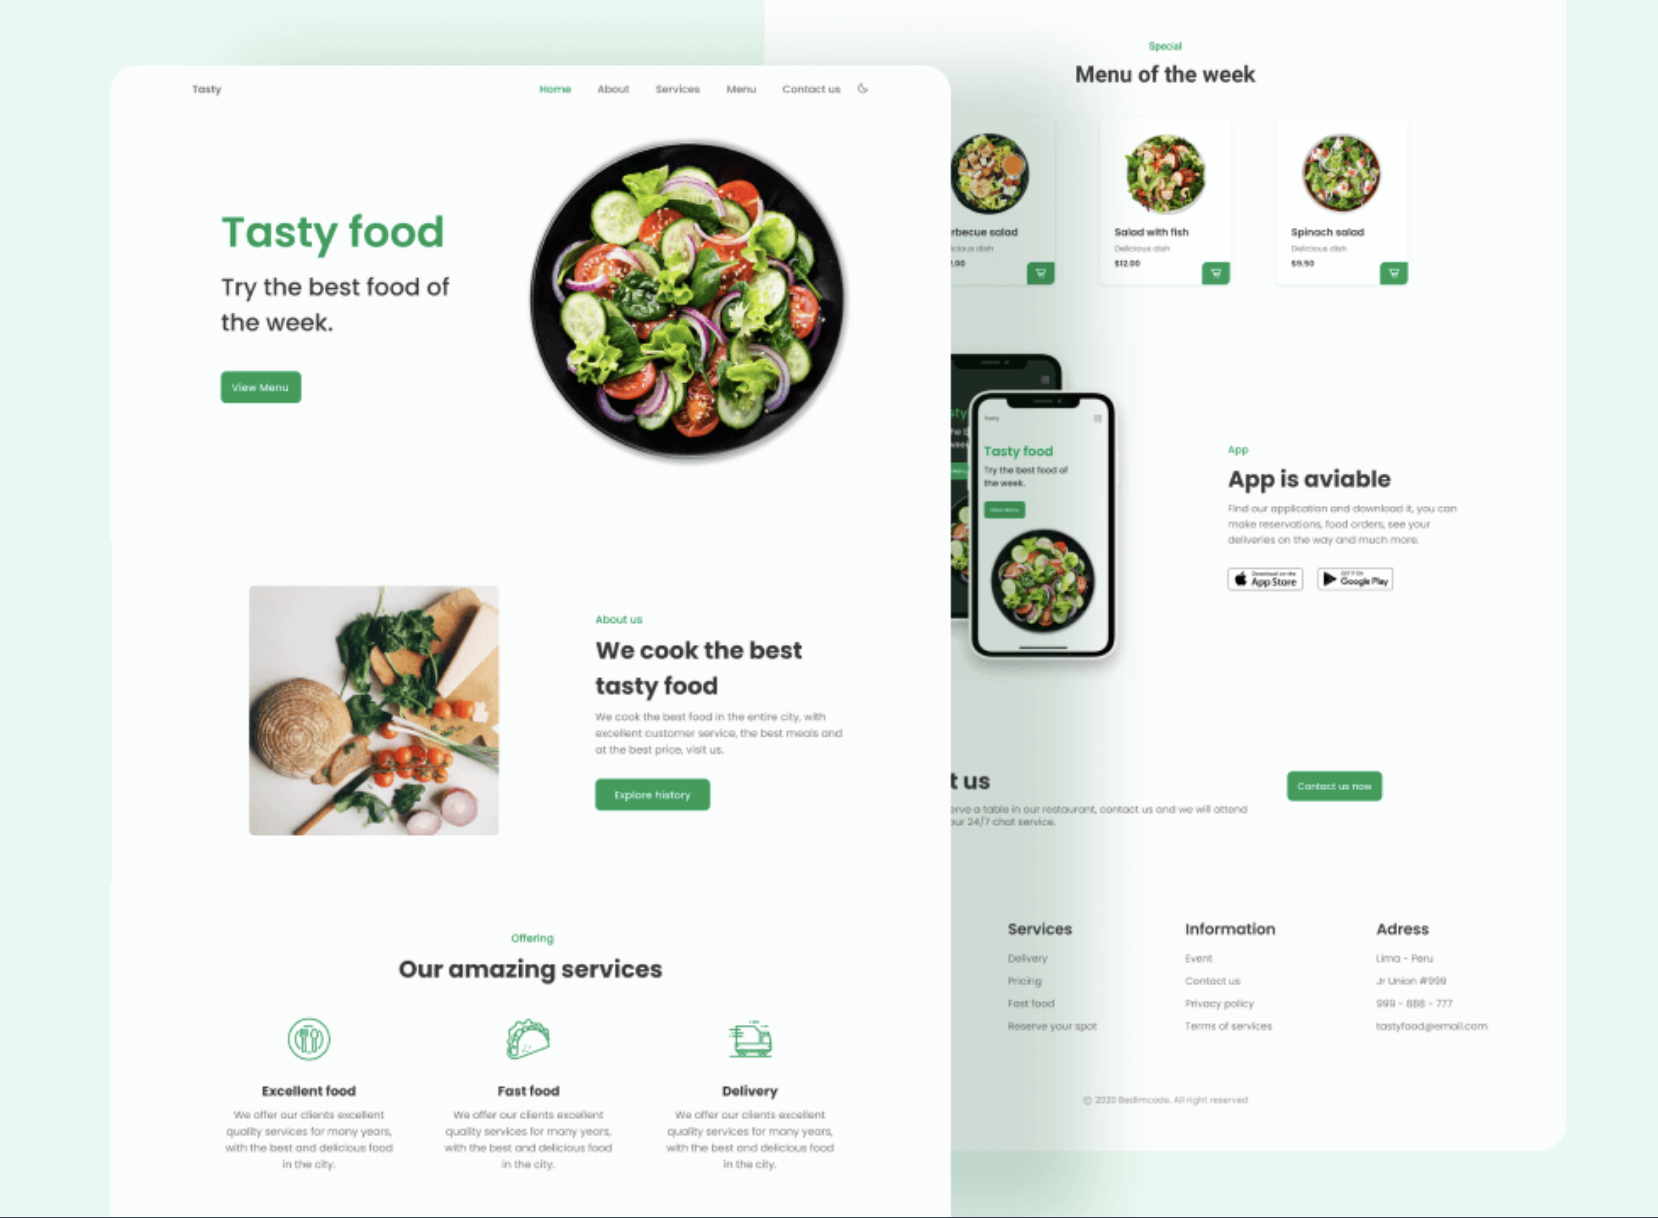 Tasty
Home About Services Menu Contact us
Tasty food
Try the best food of
the week.
View Menu
About us
We cook the best
tasty food
We cook the best food in the entire city, with
excellent customer service, the best meals and
at the best price, visit us.
Explore history
Offering
Our amazing services
Excellent food
We offer our clients excellent
quality services for many years,
with the best and delicious food
in the city.
Fast food
We offer our clients excellent
quality services for many years,
with the best and delicious food
in the city.
Delivery
We offer our clients excellent
quality services for many years,
with the best and delicious food
in the city.
Special
Menu of the week
rbecue salad
icious dish
.00
Salad with fish
Delicious dish
$12.00
Spinach salad
Delicious dish
$9.50
Tasty
Tasty food
Try the best food of
the week.
View Menu
App
App is aviable
Find our application and download it, you can
make reservations, food orders, see your
deliveries on the way and much more.
Download on the
App Store
GET IT ON
Google Play
t us
erve a table in our restaurant, contact us and we will attend
our 24/7 chat service.
Contact us now
Services
Delivery
Pricing
Fast food
Reserve your spot
Information
Event
Contact us
Privacy policy
Terms of services
Adress
Lima - Peru
Jr Union #999
999 - 888 - 777
tastyfood@email.com
© 2020 Bedimcode. All right reserved